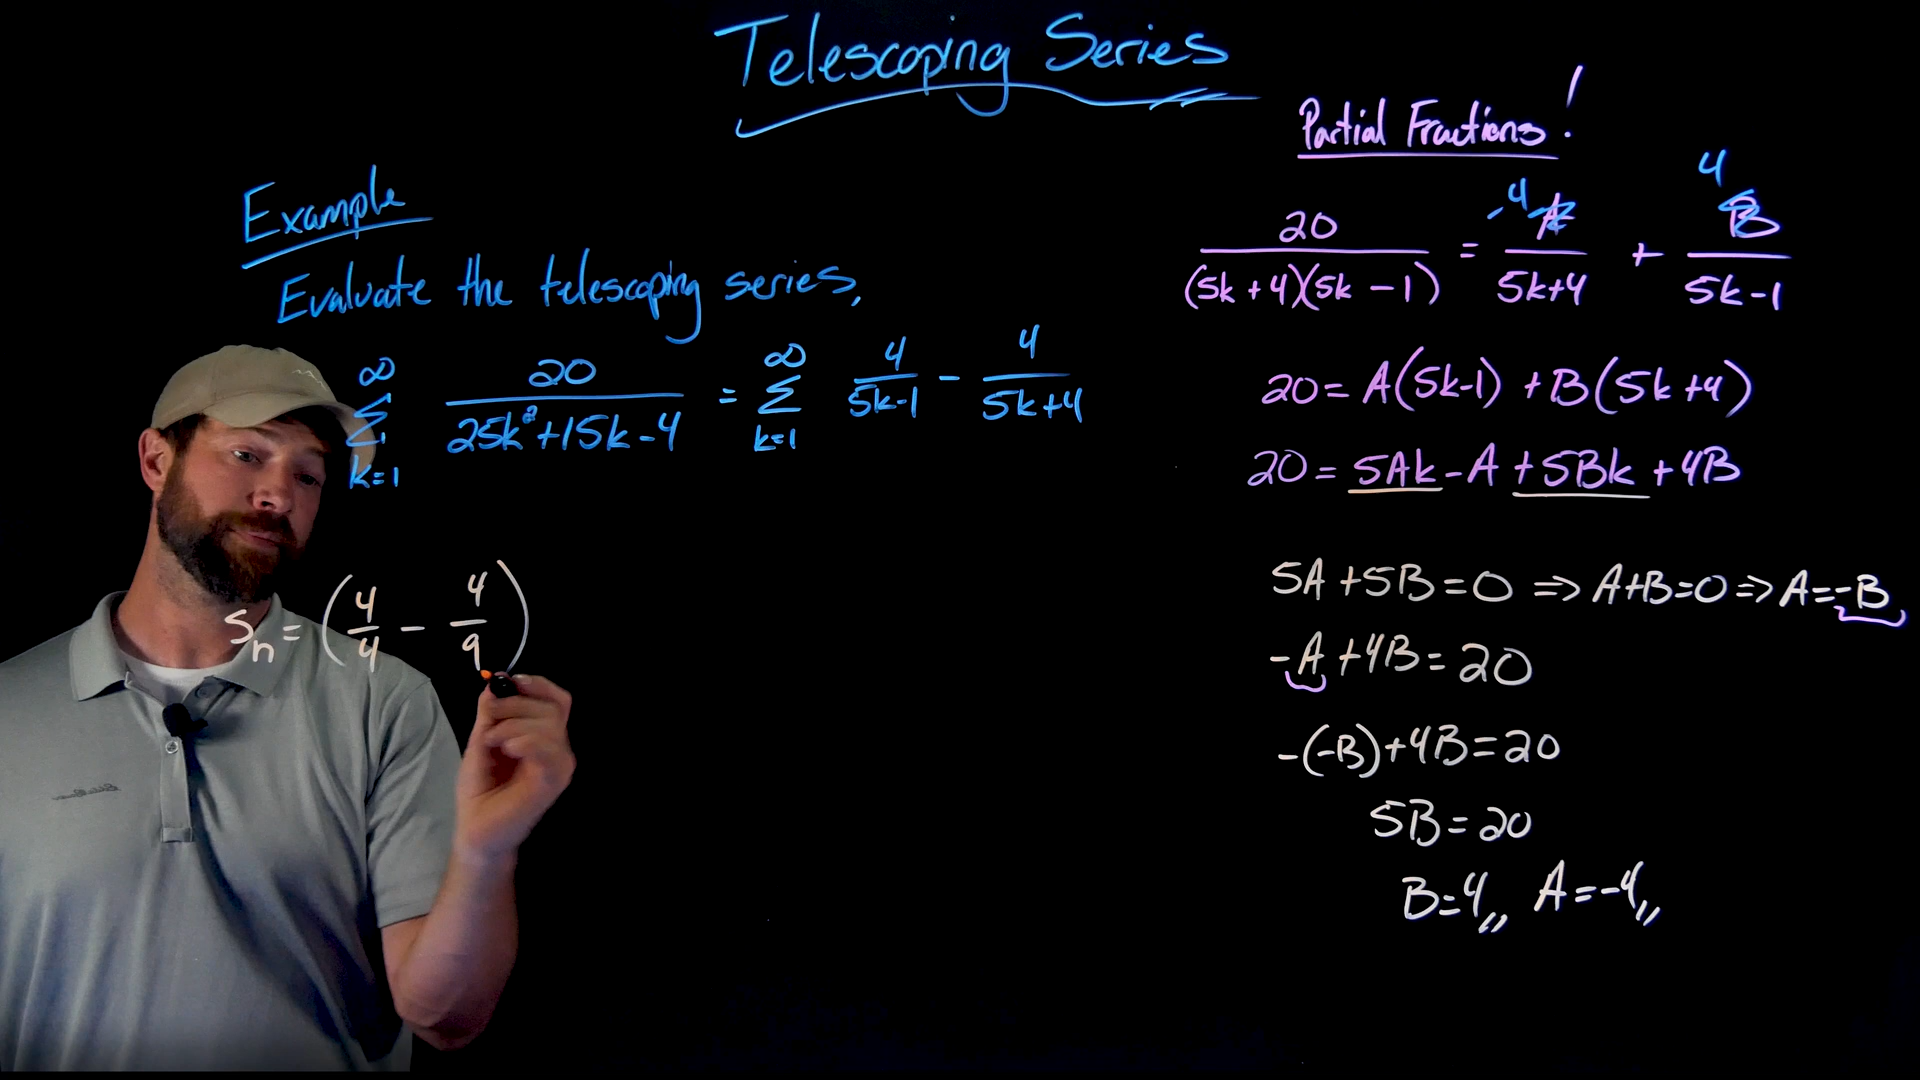 Telescoping Series
Example
Evaluate the telescoping series,
∞ ∑ k=1 20/(25k²+15k-4) = ∞ ∑ k=1 4/(5k-1) - 4/(5k+4)
Sn = (4/4 - 4/9)
Partial Fractions!
20/((5k+4)(5k-1)) = -4 A/(5k+4) + 4 B/(5k-1)
20 = A(5k-1) + B(5k+4)
20 = 5Ak - A + 5Bk + 4B
5A + 5B = 0 ⇒ A+B=0 ⇒ A=-B
-A + 4B = 20
-(-B) + 4B = 20
5B = 20
B=4,, A=-4,,